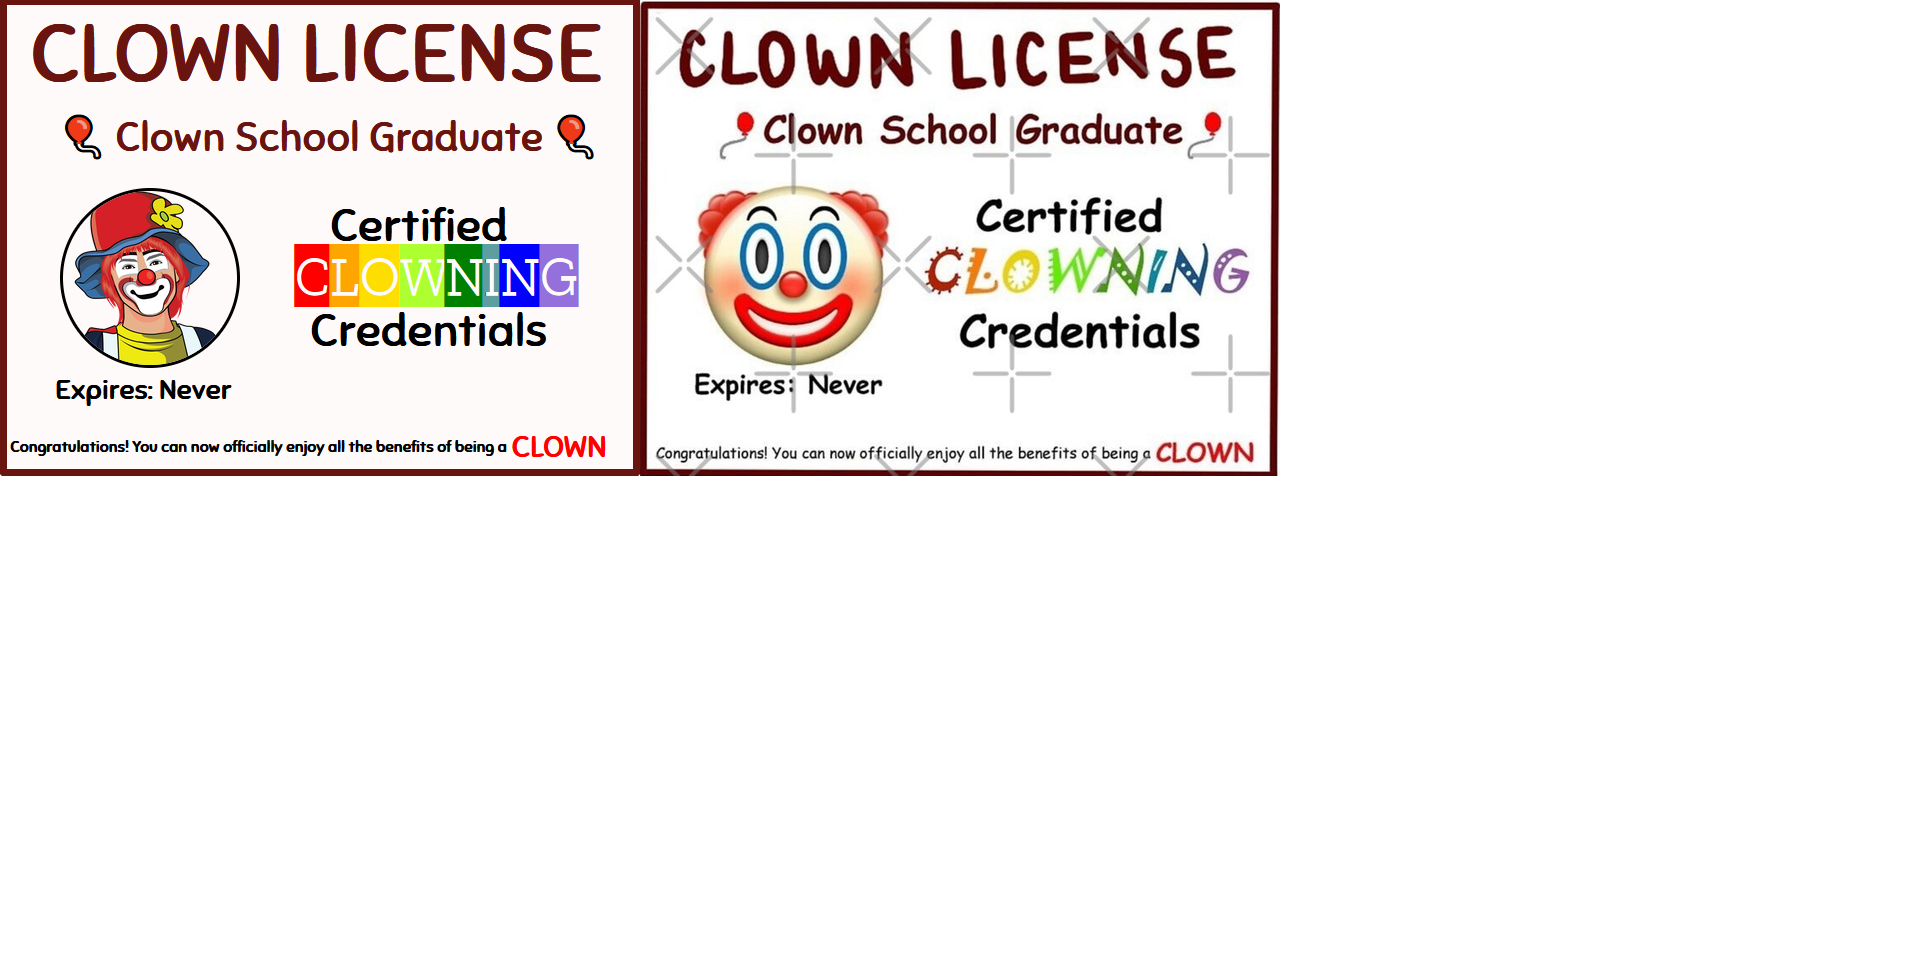 CLOWN LICENSE
Clown School Graduate
Certified
CLOWNING
Credentials
Expires: Never
Congratulations! You can now officially enjoy all the benefits of being a CLOWN
CLOWN LICENSE
Clown School Graduate
Certified
CLOWNING
Credentials
Expires: Never
Congratulations! You can now officially enjoy all the benefits of being a CLOWN